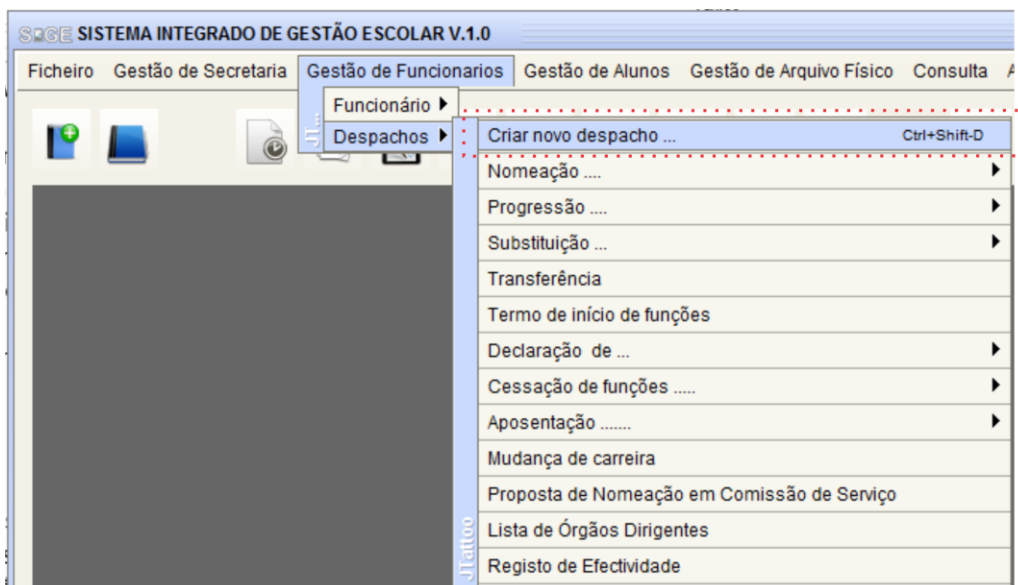 SIGE SISTEMA INTEGRADO DE GESTÃO ESCOLAR V.1.0
Ficheiro Gestão de Secretaria Gestão de Funcionarios Gestão de Alunos Gestão de Arquivo Físico Consulta
JT...
Funcionário
Despachos
Criar novo despacho ... Ctrl+Shift-D
Nomeação ....
Progressão ....
Substituição ...
Transferência
Termo de início de funções
Declaração de ...
Cessação de funções .....
Aposentação .......
Mudança de carreira
Proposta de Nomeação em Comissão de Serviço
Lista de Órgãos Dirigentes
Registo de Efectividade
JTattoo